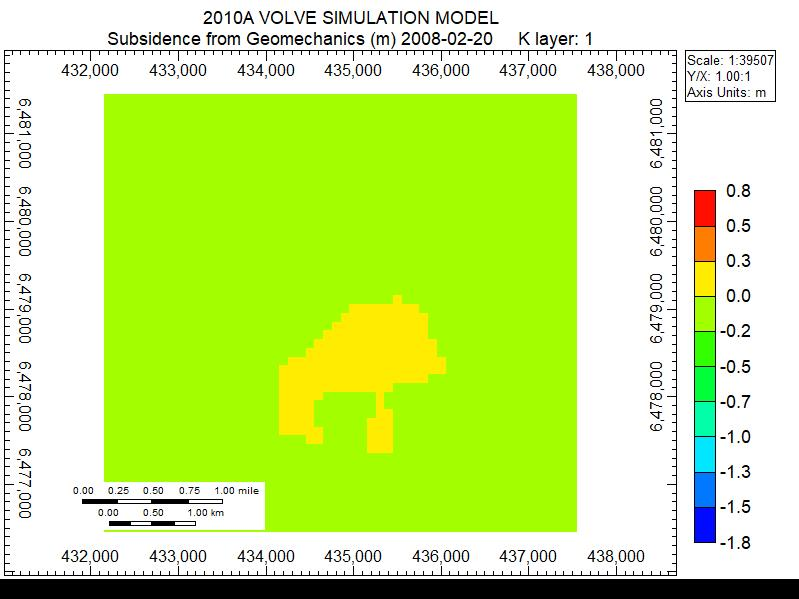 2010A VOLVE SIMULATION MODEL
Subsidence from Geomechanics (m) 2008-02-20 K layer: 1
Scale: 1:39507
Y/X: 1.00:1
Axis Units: m
432,000 433,000 434,000 435,000 436,000 437,000 438,000
6,481,000 6,481,000
6,480,000 6,480,000
6,479,000 6,479,000
6,478,000 6,478,000
6,477,000
0.8
0.5
0.3
0.0
-0.2
-0.5
-0.7
-1.0
-1.3
-1.5
-1.8
0.00 0.25 0.50 0.75 1.00 mile
0.00 0.50 1.00 km
432,000 433,000 434,000 435,000 436,000 437,000 438,000